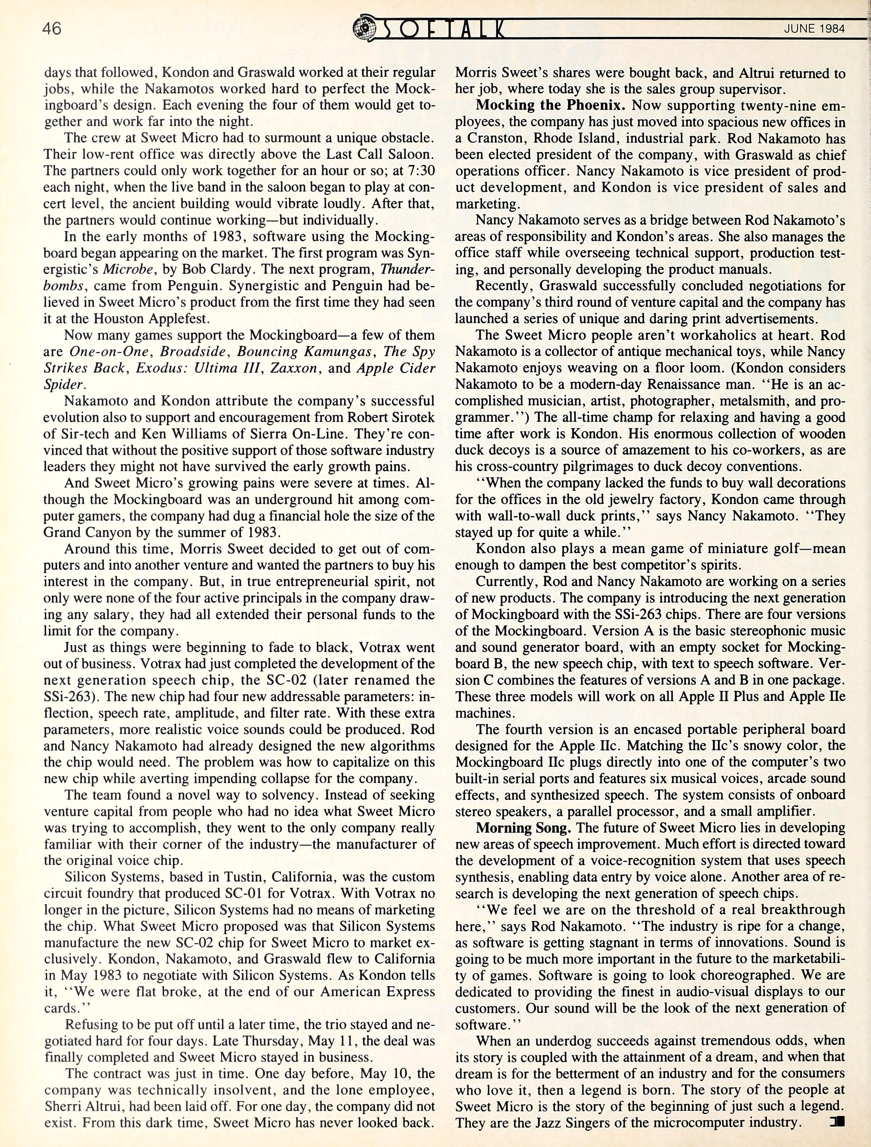 46
SOFTALK
JUNE 1984
days that followed, Kondon and Graswald worked at their regular
jobs, while the Nakamotos worked hard to perfect the Mock-
ingboard's design. Each evening the four of them would get to-
gether and work far into the night.
The crew at Sweet Micro had to surmount a unique obstacle.
Their low-rent office was directly above the Last Call Saloon.
The partners could only work together for an hour or so; at 7:30
each night, when the live band in the saloon began to play at con-
cert level, the ancient building would vibrate loudly. After that,
the partners would continue working—but individually.
In the early months of 1983, software using the Mocking-
board began appearing on the market. The first program was Syn-
ergistic's Microbe, by Bob Clardy. The next program, Thunder-
bombs, came from Penguin. Synergistic and Penguin had be-
lieved in Sweet Micro's product from the first time they had seen
it at the Houston Applefest.
Now many games support the Mockingboard—a few of them
are One-on-One, Broadside, Bouncing Kamungas, The Spy
Strikes Back, Exodus: Ultima III, Zaxxon, and Apple Cider
Spider.
Nakamoto and Kondon attribute the company's successful
evolution also to support and encouragement from Robert Sirotek
of Sir-tech and Ken Williams of Sierra On-Line. They're con-
vinced that without the positive support of those software industry
leaders they might not have survived the early growth pains.
And Sweet Micro's growing pains were severe at times. Al-
though the Mockingboard was an underground hit among com-
puter gamers, the company had dug a financial hole the size of the
Grand Canyon by the summer of 1983.
Around this time, Morris Sweet decided to get out of com-
puters and into another venture and wanted the partners to buy his
interest in the company. But, in true entrepreneurial spirit, not
only were none of the four active principals in the company draw-
ing any salary, they had all extended their personal funds to the
limit for the company.
Just as things were beginning to fade to black, Votrax went
out of business. Votrax had just completed the development of the
next generation speech chip, the SC-02 (later renamed the
SSi-263). The new chip had four new addressable parameters: in-
flection, speech rate, amplitude, and filter rate. With these extra
parameters, more realistic voice sounds could be produced. Rod
and Nancy Nakamoto had already designed the new algorithms
the chip would need. The problem was how to capitalize on this
new chip while averting impending collapse for the company.
The team found a novel way to solvency. Instead of seeking
venture capital from people who had no idea what Sweet Micro
was trying to accomplish, they went to the only company really
familiar with their corner of the industry—the manufacturer of
the original voice chip.
Silicon Systems, based in Tustin, California, was the custom
circuit foundry that produced SC-01 for Votrax. With Votrax no
longer in the picture, Silicon Systems had no means of marketing
the chip. What Sweet Micro proposed was that Silicon Systems
manufacture the new SC-02 chip for Sweet Micro to market ex-
clusively. Kondon, Nakamoto, and Graswald flew to California
in May 1983 to negotiate with Silicon Systems. As Kondon tells
it, "We were flat broke, at the end of our American Express
cards."
Refusing to be put off until a later time, the trio stayed and ne-
gotiated hard for four days. Late Thursday, May 11, the deal was
finally completed and Sweet Micro stayed in business.
The contract was just in time. One day before, May 10, the
company was technically insolvent, and the lone employee,
Sherri Altrui, had been laid off. For one day, the company did not
exist. From this dark time, Sweet Micro has never looked back.
Morris Sweet's shares were bought back, and Altrui returned to
her job, where today she is the sales group supervisor.
Mocking the Phoenix. Now supporting twenty-nine em-
ployees, the company has just moved into spacious new offices in
a Cranston, Rhode Island, industrial park. Rod Nakamoto has
been elected president of the company, with Graswald as chief
operations officer. Nancy Nakamoto is vice president of prod-
uct development, and Kondon is vice president of sales and
marketing.
Nancy Nakamoto serves as a bridge between Rod Nakamoto's
areas of responsibility and Kondon's areas. She also manages the
office staff while overseeing technical support, production test-
ing, and personally developing the product manuals.
Recently, Graswald successfully concluded negotiations for
the company's third round of venture capital and the company has
launched a series of unique and daring print advertisements.
The Sweet Micro people aren't workaholics at heart. Rod
Nakamoto is a collector of antique mechanical toys, while Nancy
Nakamoto enjoys weaving on a floor loom. (Kondon considers
Nakamoto to be a modern-day Renaissance man. "He is an ac-
complished musician, artist, photographer, metalsmith, and pro-
grammer.") The all-time champ for relaxing and having a good
time after work is Kondon. His enormous collection of wooden
duck decoys is a source of amazement to his co-workers, as are
his cross-country pilgrimages to duck decoy conventions.
"When the company lacked the funds to buy wall decorations
for the offices in the old jewelry factory, Kondon came through
with wall-to-wall duck prints," says Nancy Nakamoto. "They
stayed up for quite a while."
Kondon also plays a mean game of miniature golf—mean
enough to dampen the best competitor's spirits.
Currently, Rod and Nancy Nakamoto are working on a series
of new products. The company is introducing the next generation
of Mockingboard with the SSi-263 chips. There are four versions
of the Mockingboard. Version A is the basic stereophonic music
and sound generator board, with an empty socket for Mocking-
board B, the new speech chip, with text to speech software. Ver-
sion C combines the features of versions A and B in one package.
These three models will work on all Apple II Plus and Apple IIe
machines.
The fourth version is an encased portable peripheral board
designed for the Apple IIc. Matching the IIc's snowy color, the
Mockingboard IIc plugs directly into one of the computer's two
built-in serial ports and features six musical voices, arcade sound
effects, and synthesized speech. The system consists of onboard
stereo speakers, a parallel processor, and a small amplifier.
Morning Song. The future of Sweet Micro lies in developing
new areas of speech improvement. Much effort is directed toward
the development of a voice-recognition system that uses speech
synthesis, enabling data entry by voice alone. Another area of re-
search is developing the next generation of speech chips.
"We feel we are on the threshold of a real breakthrough
here," says Rod Nakamoto. "The industry is ripe for a change,
as software is getting stagnant in terms of innovations. Sound is
going to be much more important in the future to the marketabili-
ty of games. Software is going to look choreographed. We are
dedicated to providing the finest in audio-visual displays to our
customers. Our sound will be the look of the next generation of
software."
When an underdog succeeds against tremendous odds, when
its story is coupled with the attainment of a dream, and when that
dream is for the betterment of an industry and for the consumers
who love it, then a legend is born. The story of the people at
Sweet Micro is the story of the beginning of just such a legend.
They are the Jazz Singers of the microcomputer industry.